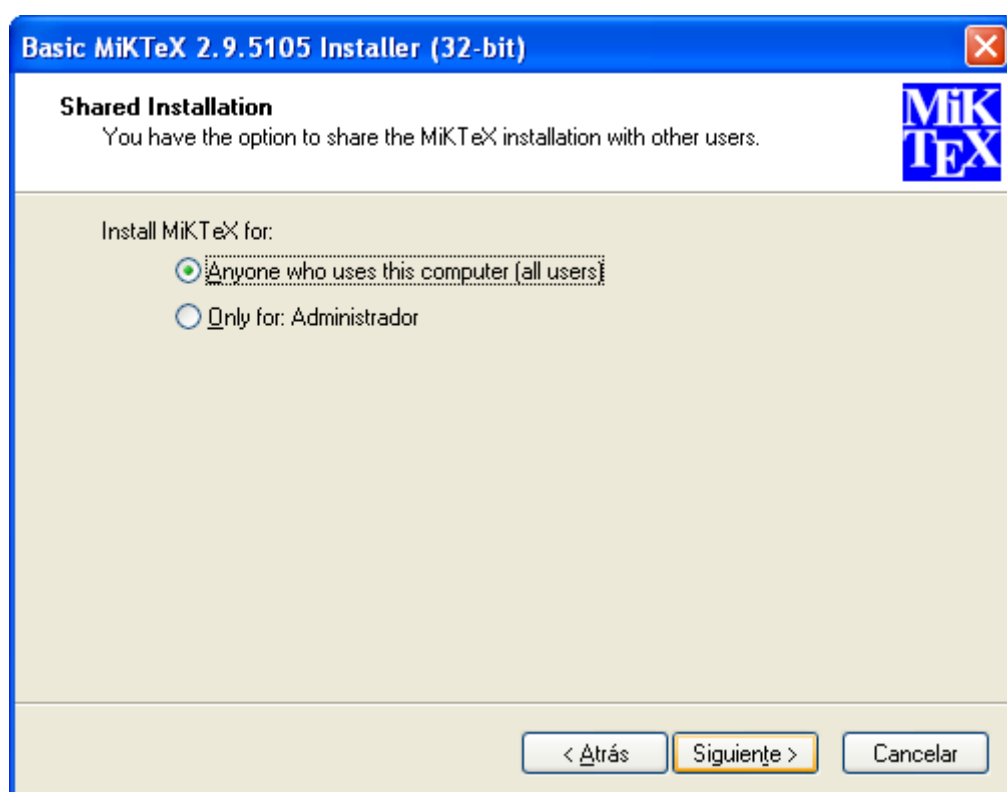 Basic MiKTeX 2.9.5105 Installer (32-bit)
Shared Installation
You have the option to share the MiKTeX installation with other users.
MiK
TEX
Install MiKTeX for:
Anyone who uses this computer (all users)
Only for: Administrador
< Atrás
Siguiente >
Cancelar